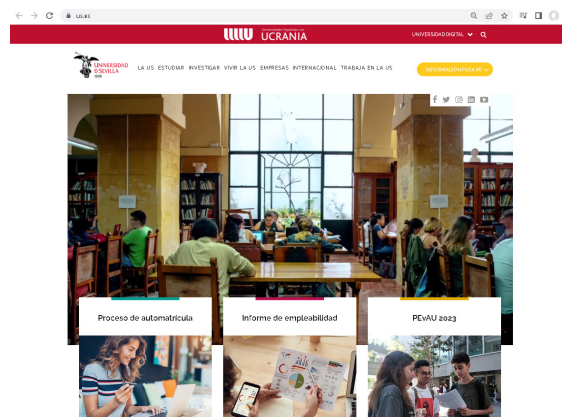 us.es
UCRANIA
UNIVERSIDAD DIGITAL
UNIVERSIDAD
D SEVILLA
1505
LA US ESTUDIAR INVESTIGAR VIVIR LA US EMPRESAS INTERNACIONAL TRABAJA EN LA US
INFORMACIÓN PARA MÍ
Proceso de automatrícula
Informe de empleabilidad
PEvAU 2023